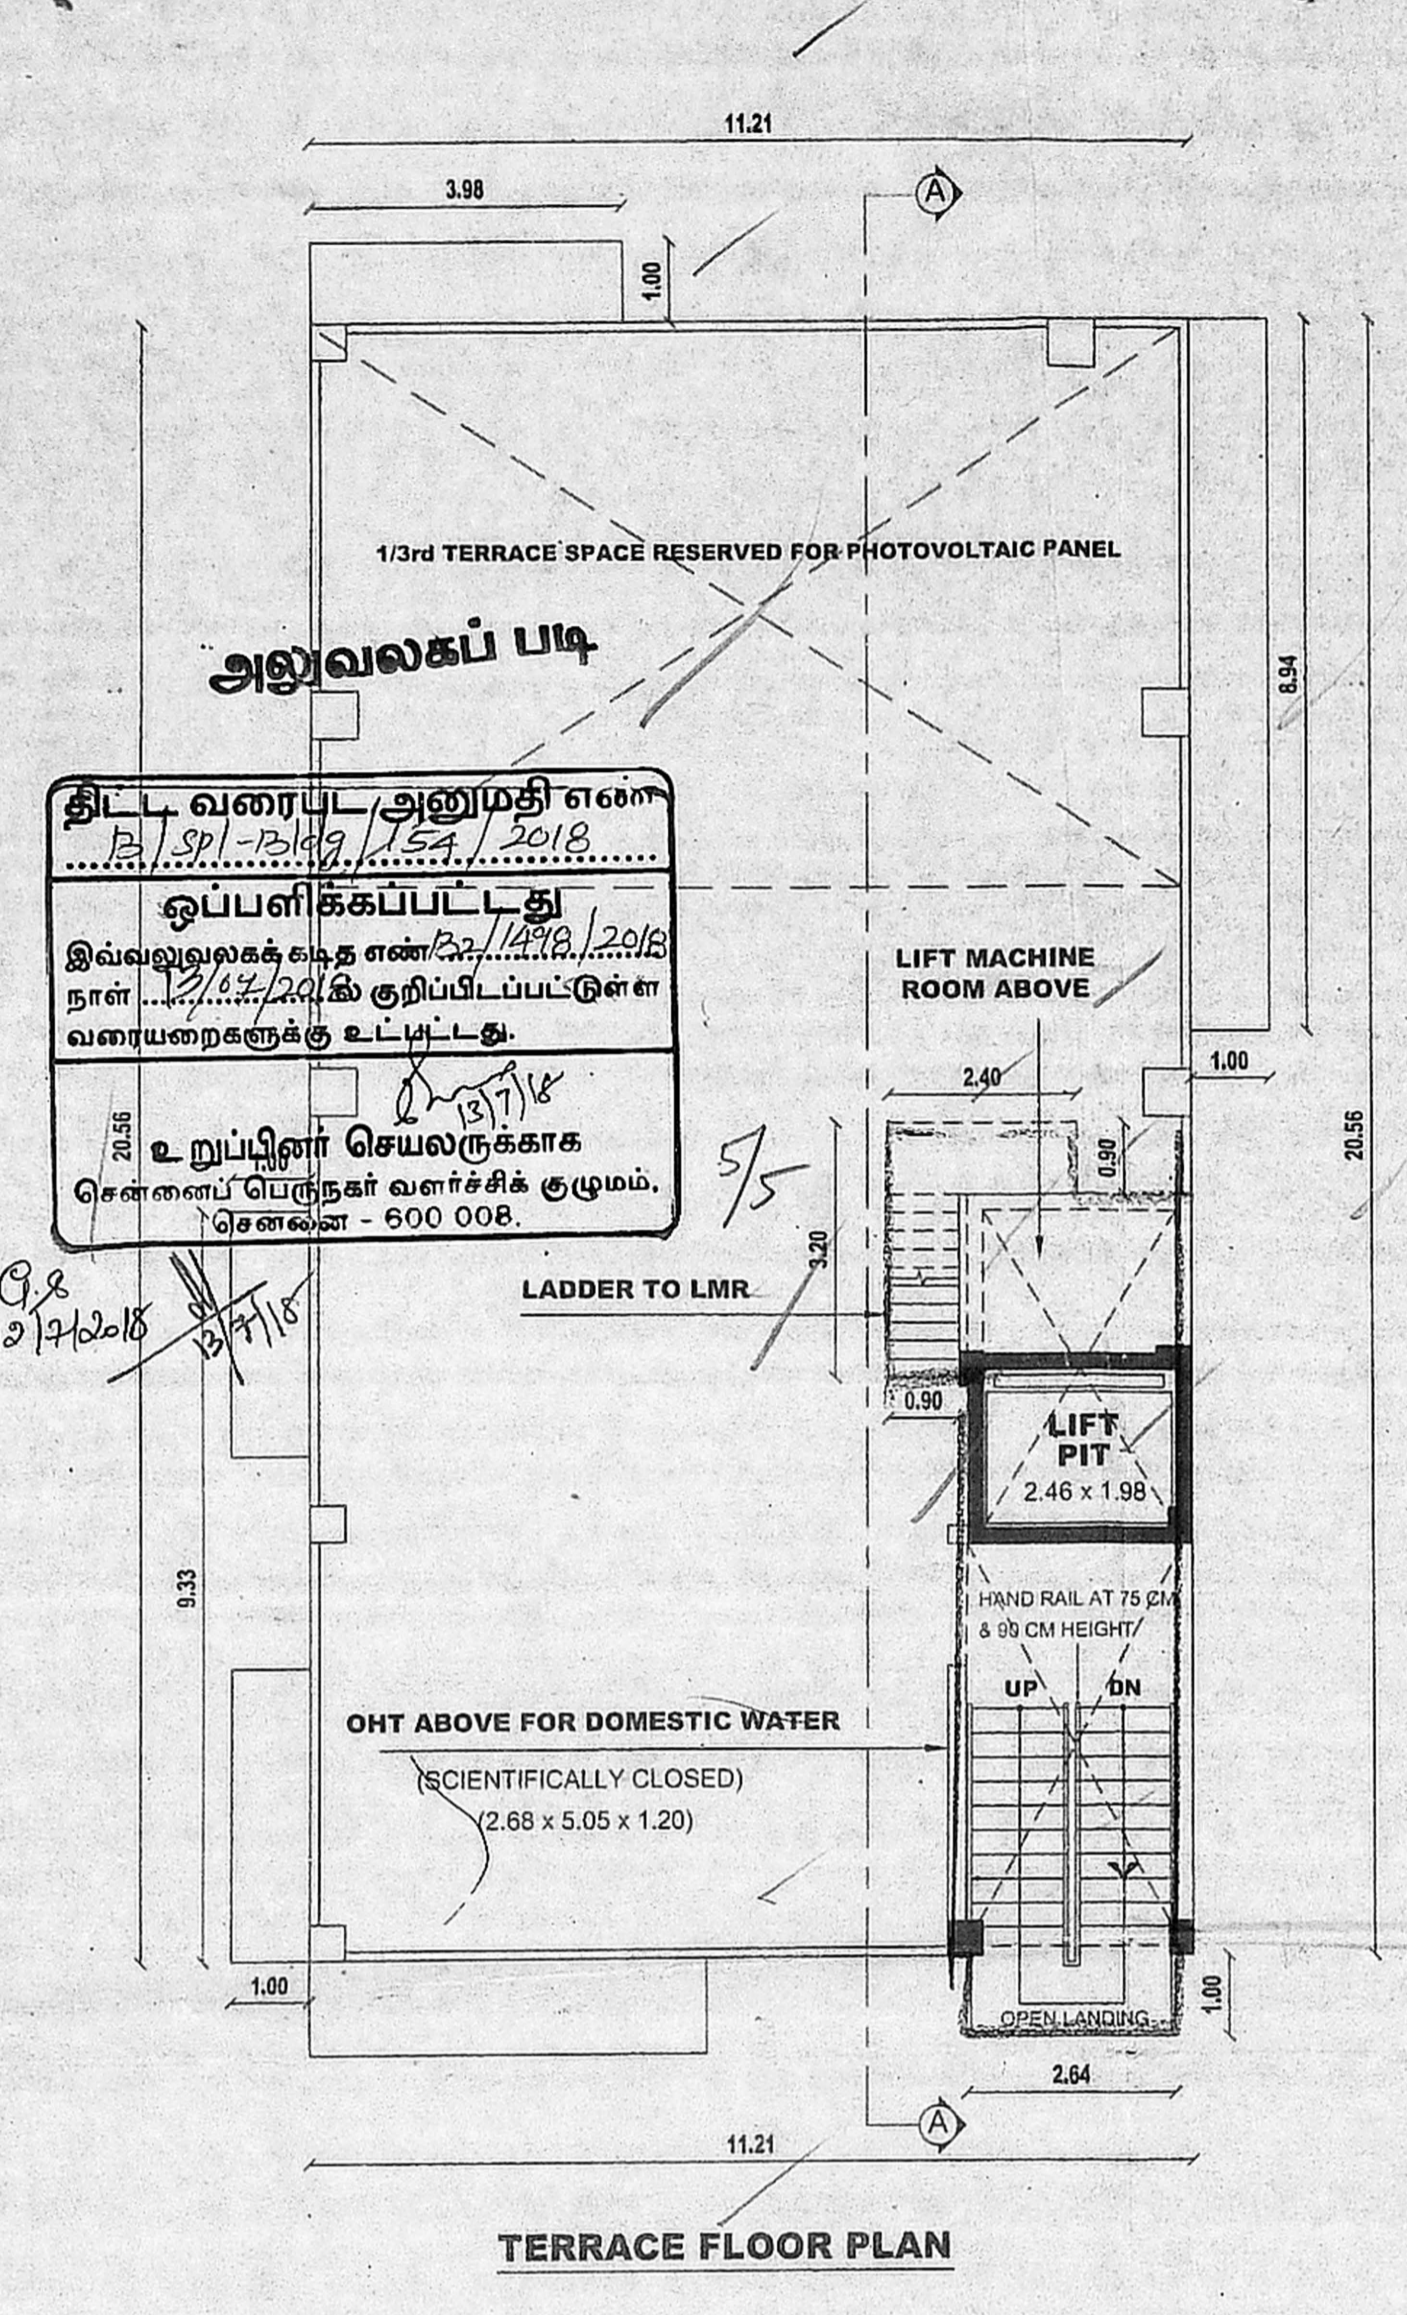 11.21
3.98
A
1.00
1/3rd TERRACE SPACE RESERVED FOR PHOTOVOLTAIC PANEL
அலுவலகப் படி
8.94
திட்ட வரைபட அனுமதி எண்
B/Spl-Bldg/154/2018
ஒப்பளிக்கப்பட்டது
இவ்வலுவலகக் கடித எண் B2/1498/2018
நாள் 13/07/2018 ல் குறிப்பிடப்பட்டுள்ள
வரையறைகளுக்கு உட்பட்டது.
13/7/18
உறுப்பினர் செயலருக்காக
சென்னைப் பெருநகர் வளர்ச்சிக் குழுமம்,
சென்னை - 600 008.
LIFT MACHINE
ROOM ABOVE
1.00
2.40
20.56
1.00
5/5
0.90
20.56
3.20
LADDER TO LMR
2/7/2018
13/7/18
0.90
LIFT
PIT
2.46 x 1.98
9.33
HAND RAIL AT 75 CM
& 90 CM HEIGHT
UP DN
OHT ABOVE FOR DOMESTIC WATER
(SCIENTIFICALLY CLOSED)
(2.68 x 5.05 x 1.20)
1.00
1.00
OPEN LANDING
2.64
A
11.21
TERRACE FLOOR PLAN